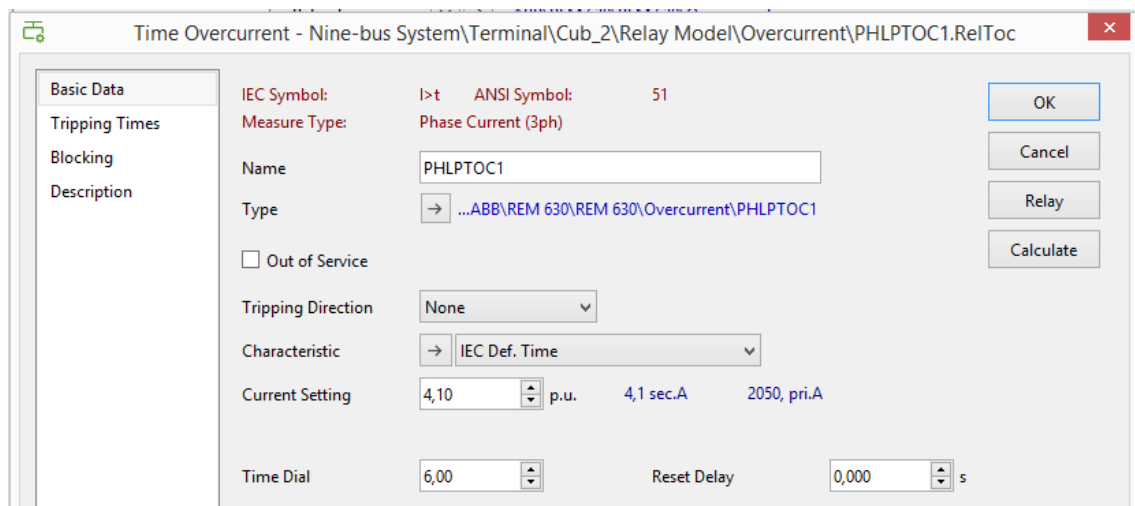 Time Overcurrent - Nine-bus System\Terminal\Cub_2\Relay Model\Overcurrent\PHLPTOC1.RelToc
Basic Data
Tripping Times
Blocking
Description
IEC Symbol: I>t ANSI Symbol: 51
Measure Type: Phase Current (3ph)
Name PHLPTOC1
Type ...ABB\REM 630\REM 630\Overcurrent\PHLPTOC1
Out of Service
Tripping Direction None
Characteristic IEC Def. Time
Current Setting 4,10 p.u. 4,1 sec.A 2050, pri.A
Time Dial 6,00 Reset Delay 0,000 s
OK
Cancel
Relay
Calculate